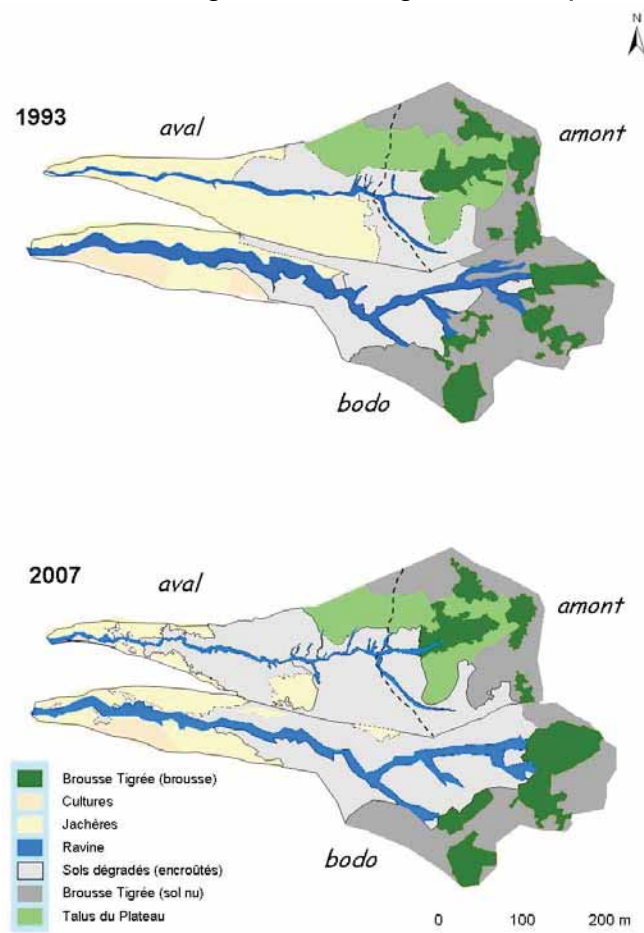 N
1993
aval
amont
bodo
2007
aval
amont
bodo
Brousse Tigrée (brousse)
Cultures
Jachères
Ravine
Sols dégradés (encroûtés)
Brousse Tigrée (sol nu)
Talus du Plateau
0 100 200 m